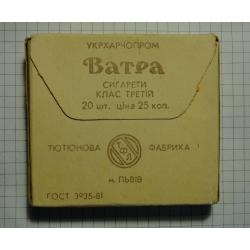 УКРХАРЧОПРОМ
Ватра
СИГАРЕТИ
КЛАС ТРЕТІЙ
20 шт. ціна 25 коп.
ТЮТЮНОВА ФАБРИКА
м. ЛЬВІВ
ГОСТ 3935-81